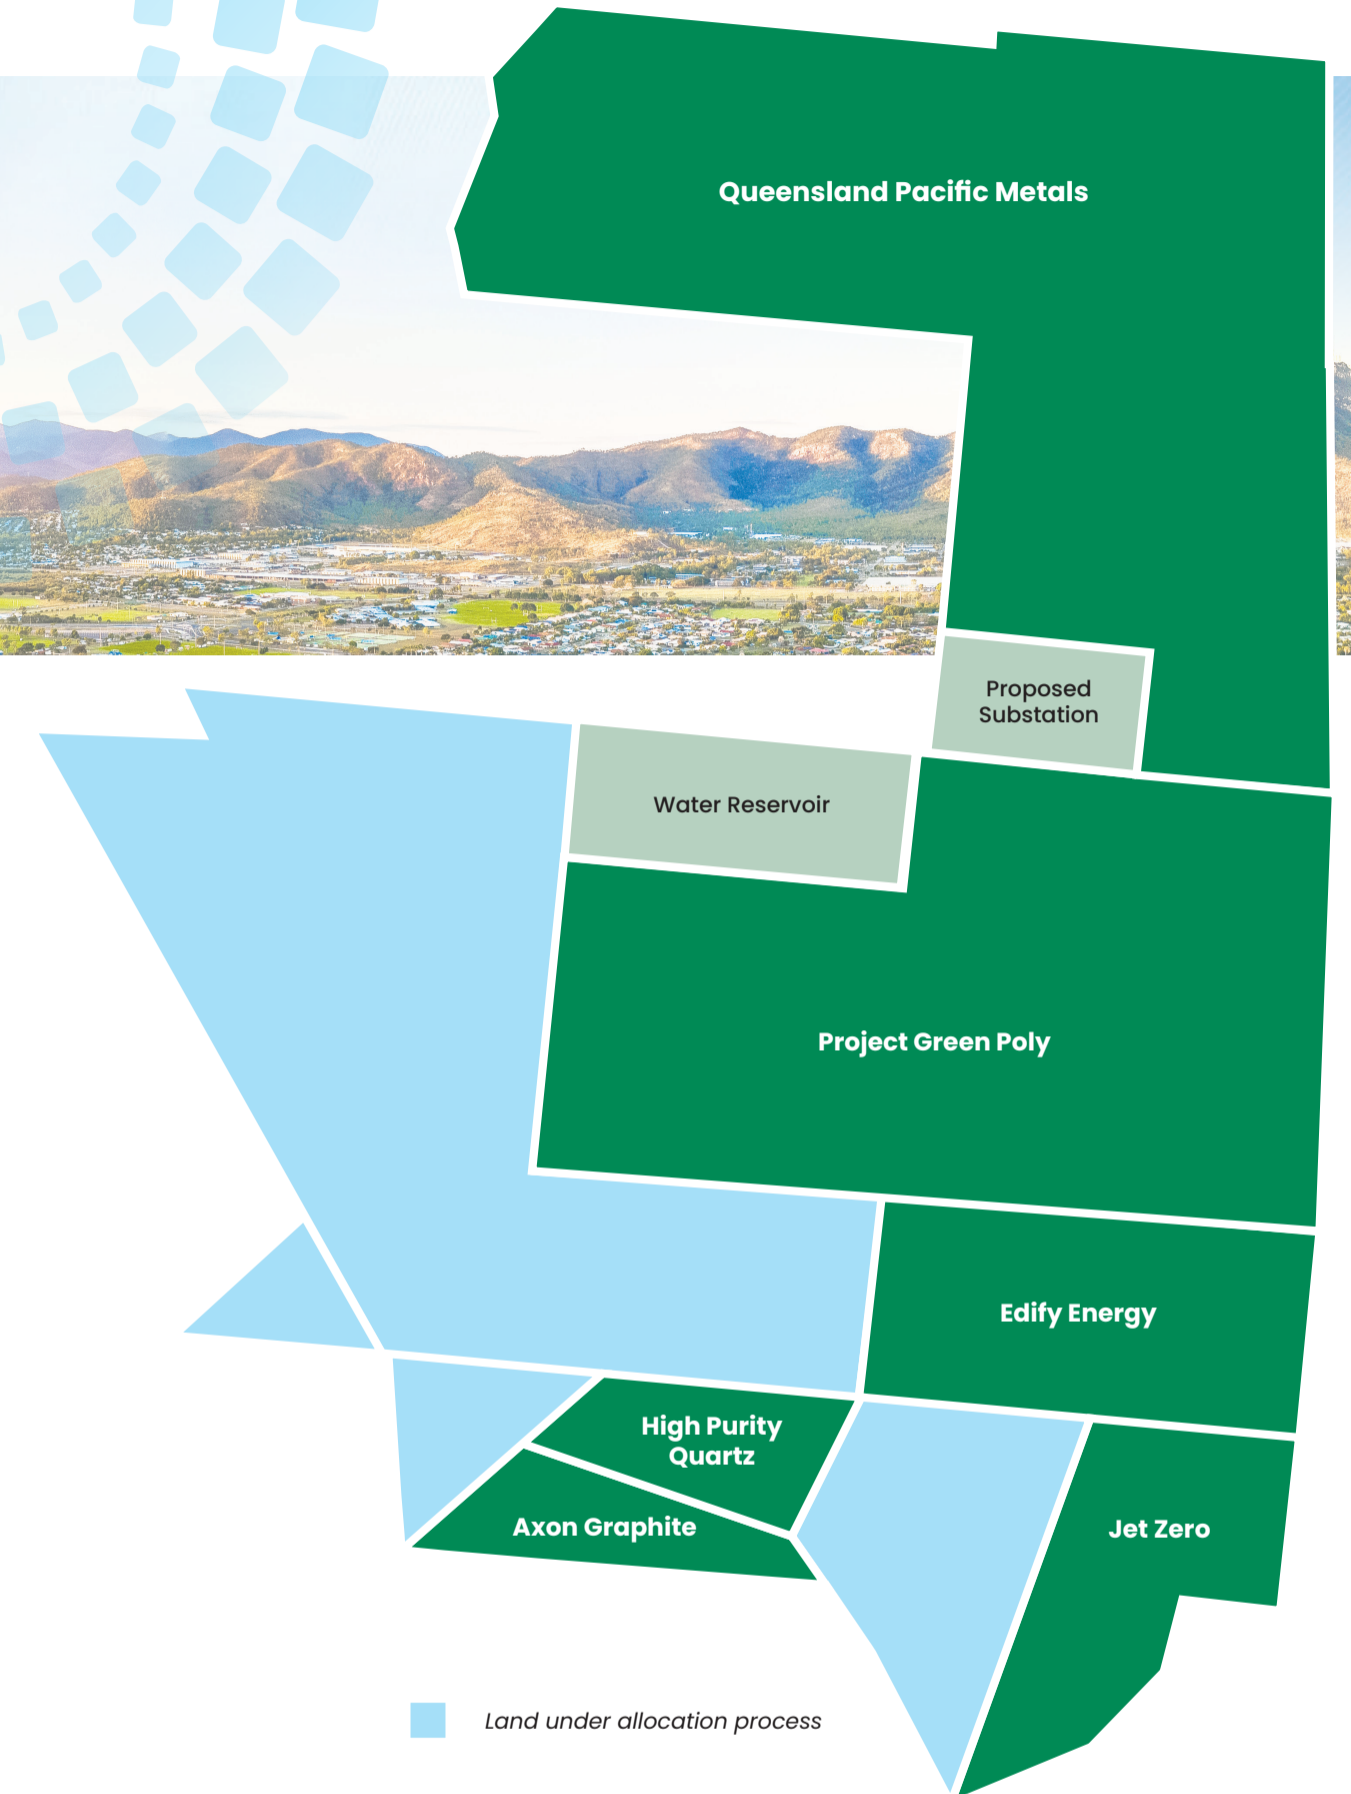 Queensland Pacific Metals
Proposed
Substation
Water Reservoir
Project Green Poly
Edify Energy
High Purity
Quartz
Axon Graphite
Jet Zero
Land under allocation process